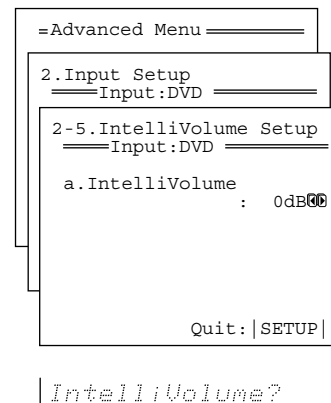 Advanced Menu
2.Input Setup
Input:DVD
2-5.IntelliVolume Setup
Input:DVD
a.IntelliVolume
: 0dB
Quit:|SETUP|
IntelliVolume?